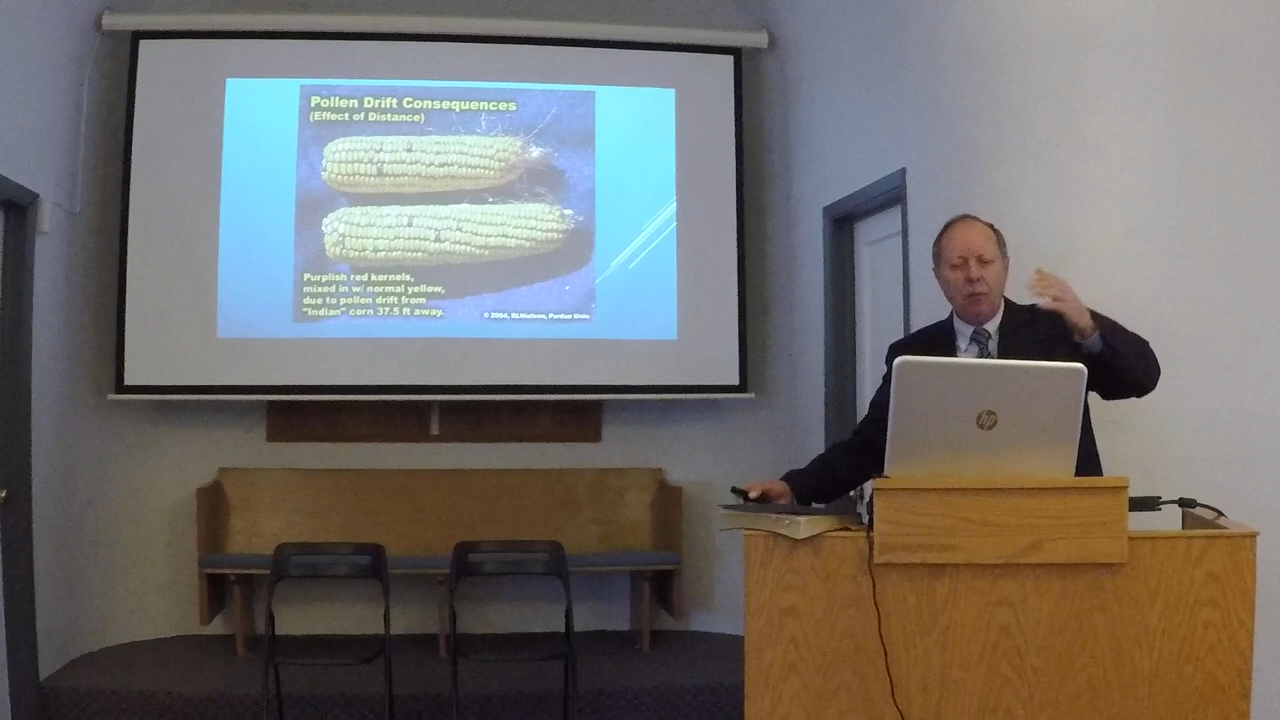 Pollen Drift Consequences
(Effect of Distance)
Purplish red kernels,
mixed in w/ normal yellow,
due to pollen drift from
"Indian" corn 37.5 ft away.
© 2004, RLNielsen, Purdue Univ.
hp